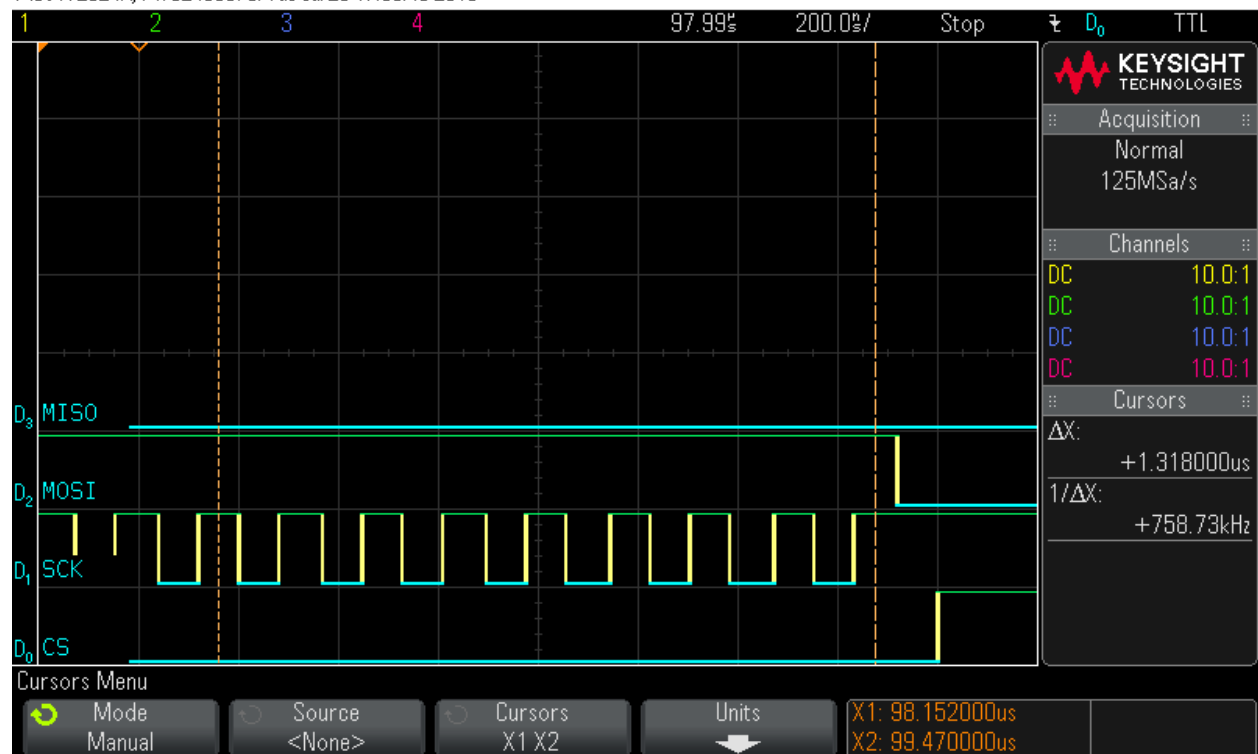 1 2 3 4 97.99us 200.0ns/ Stop D0 TTL
KEYSIGHT
TECHNOLOGIES
Acquisition
Normal
125MSa/s
Channels
DC 10.0:1
DC 10.0:1
DC 10.0:1
DC 10.0:1
Cursors
ΔX:
+1.318000us
1/ΔX:
+758.73kHz
D3 MISO
D2 MOSI
D1 SCK
D0 CS
Cursors Menu
Mode
Manual
Source
<None>
Cursors
X1 X2
Units
X1: 98.152000us
X2: 99.470000us